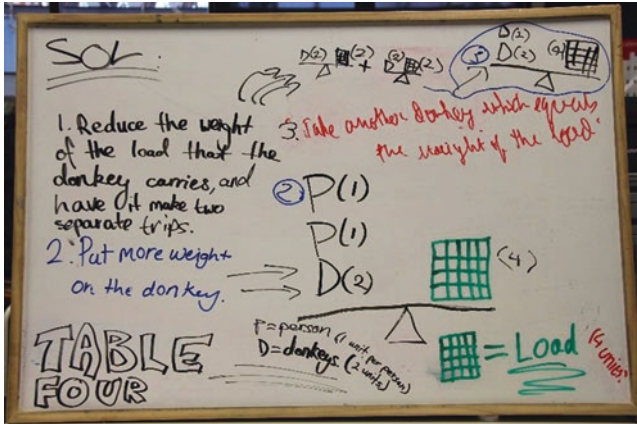 SOL.
D(2) (2) + D(2) (2)
3 D(2)
D(2) (4)
1. Reduce the weight
of the load that the
donkey carries, and
have it make two
separate trips.
3. Take another donkey which equals
the weight of the load.
2. Put more weight
on the donkey.
2 P(1)
P(1)
D(2)
(4)
P = person (1 unit per person)
D = donkeys (2 units)
= Load (4 units)
TABLE
FOUR